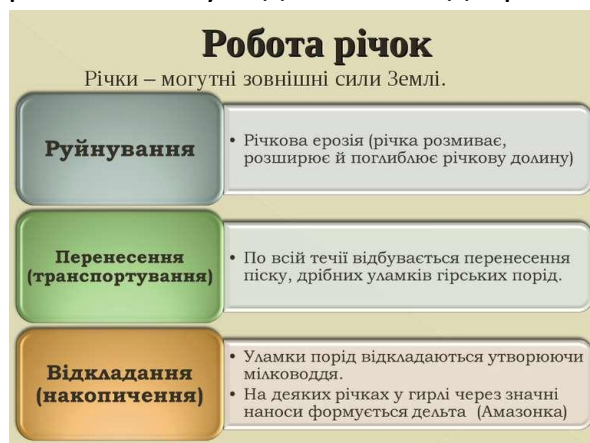 Робота річок
Річки – могутні зовнішні сили Землі.
Руйнування
• Річкова ерозія (річка розмиває,
розширює й поглиблює річкову долину)
Перенесення
(транспортування)
• По всій течії відбувається перенесення
піску, дрібних уламків гірських порід.
Відкладання
(накопичення)
• Уламки порід відкладаються утворюючи
мілководдя.
• На деяких річках у гирлі через значні
наноси формується дельта (Амазонка)